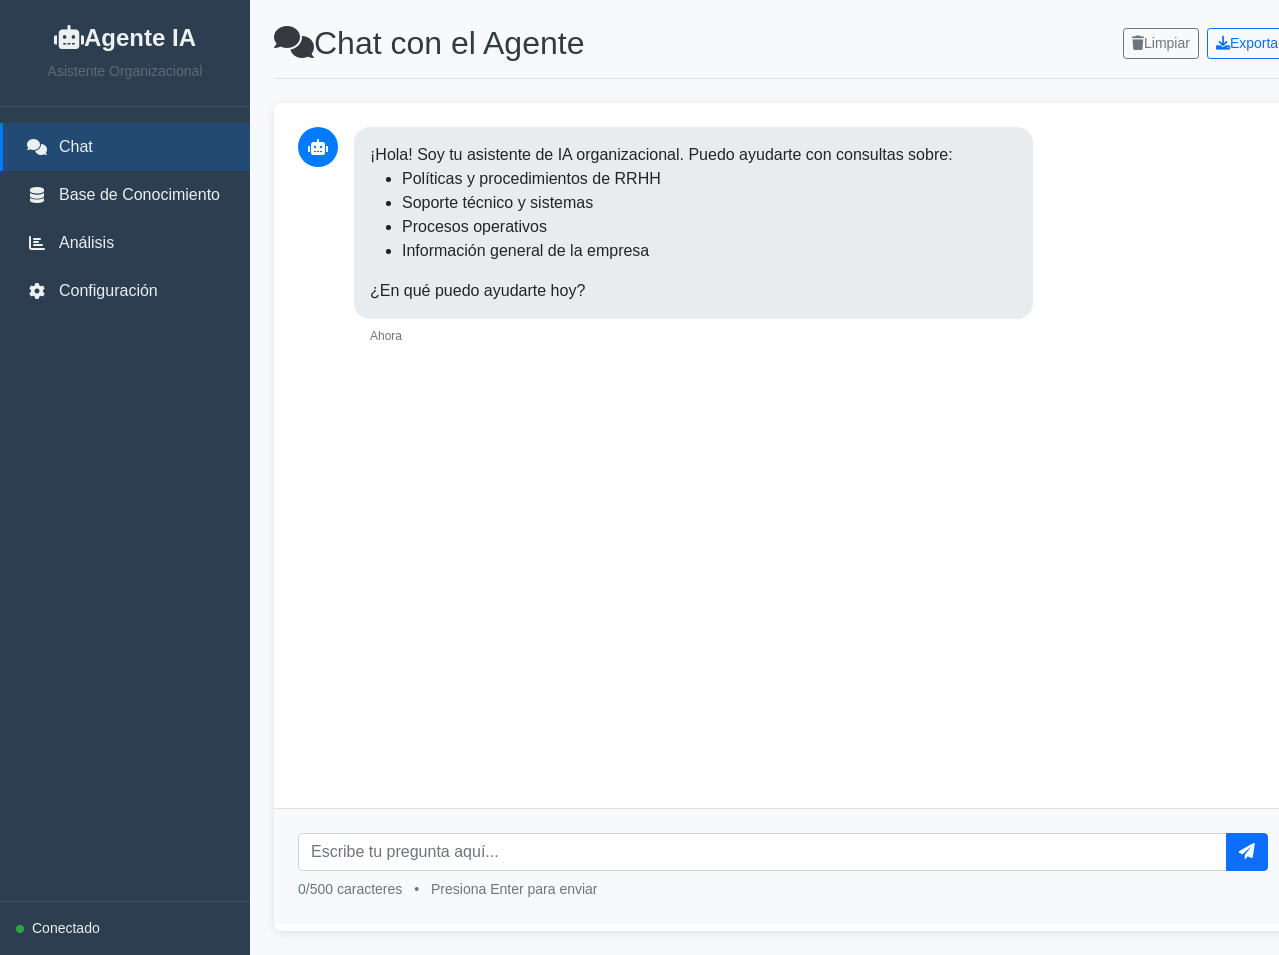 Agente IA
Asistente Organizacional
Chat
Base de Conocimiento
Análisis
Configuración
Conectado
Chat con el Agente
Limpiar
Exporta
¡Hola! Soy tu asistente de IA organizacional. Puedo ayudarte con consultas sobre:
• Políticas y procedimientos de RRHH
• Soporte técnico y sistemas
• Procesos operativos
• Información general de la empresa
¿En qué puedo ayudarte hoy?
Ahora
Escribe tu pregunta aquí...
0/500 caracteres • Presiona Enter para enviar